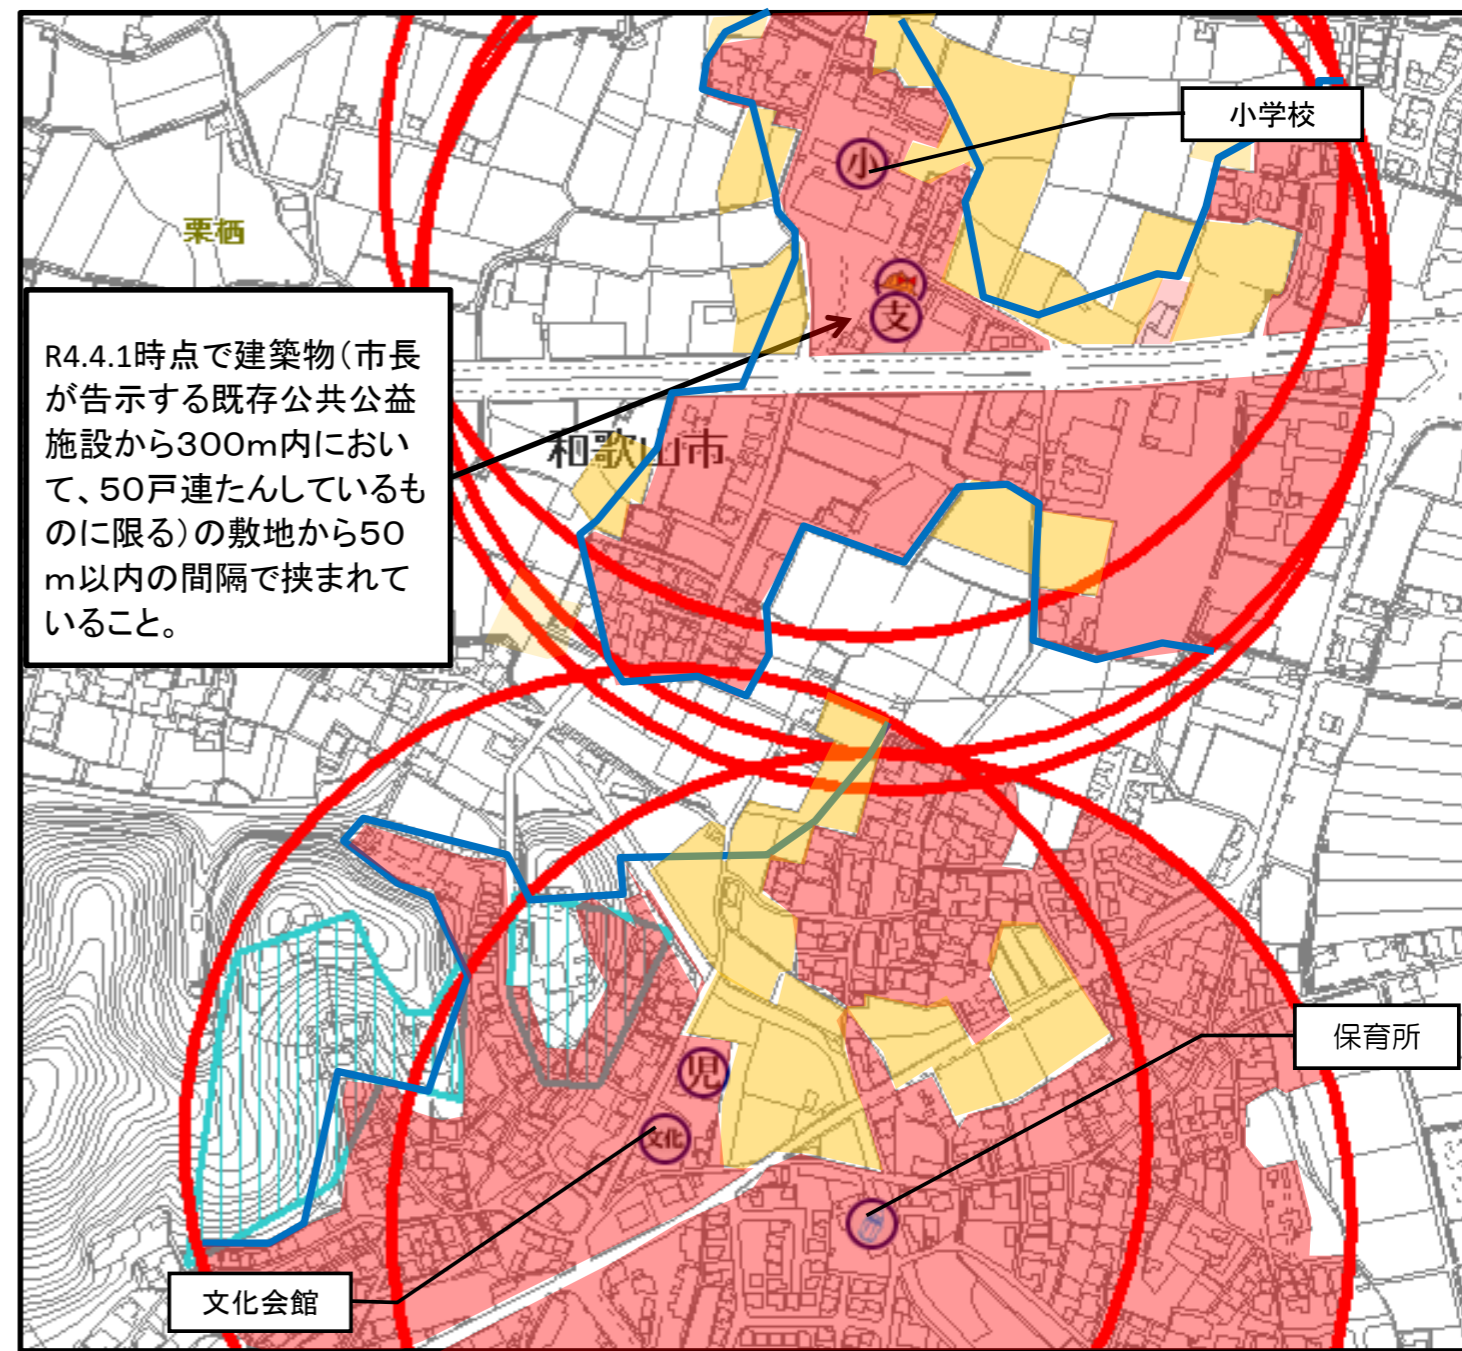 小学校
小
栗栖
支
R4.4.1時点で建築物(市長
が告示する既存公共公益
施設から300m内におい
て、50戸連たんしているも
のに限る)の敷地から50
m以内の間隔で挟まれて
いること。
和歌山市
保育所
児
文化
文化会館